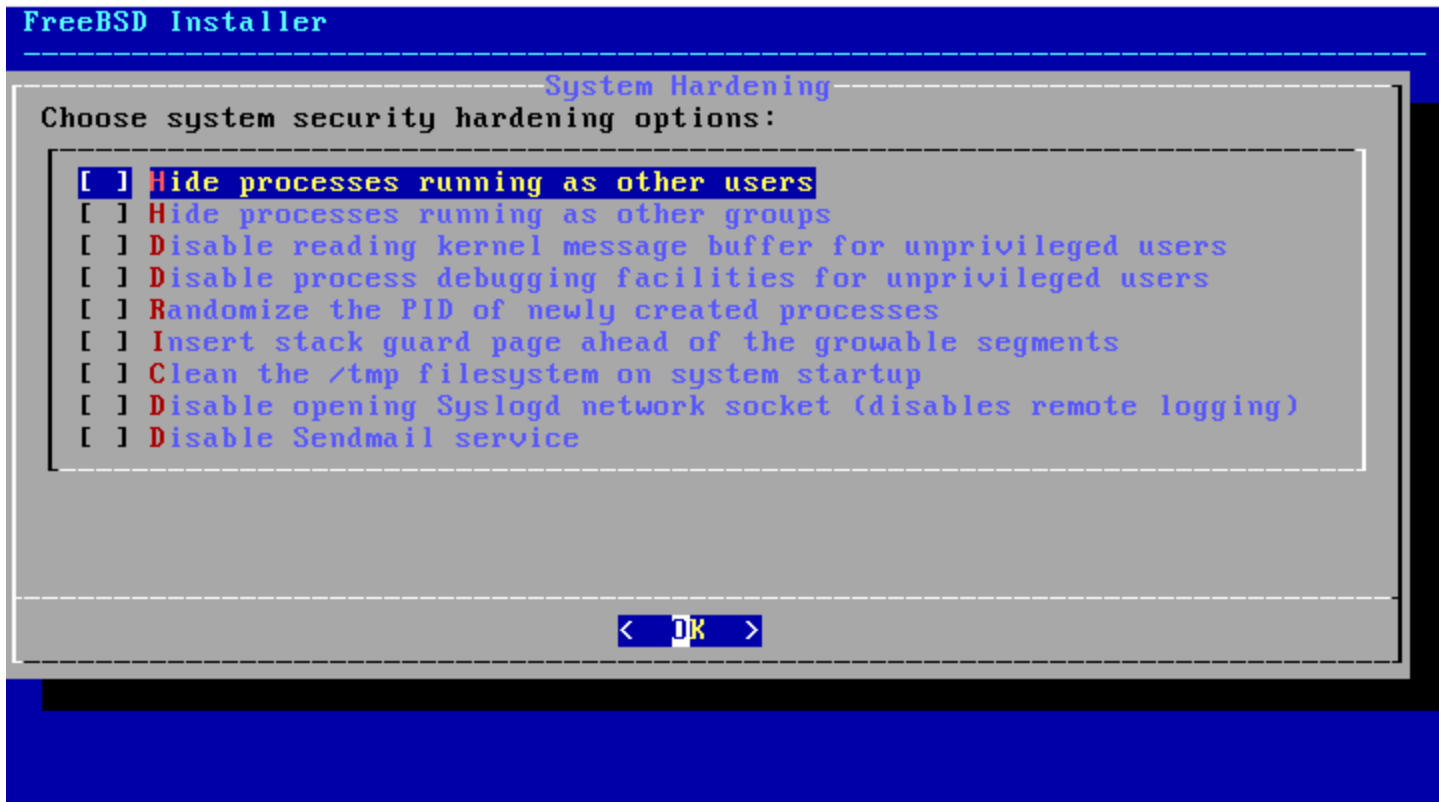 FreeBSD Installer
System Hardening
Choose system security hardening options:
[ ] Hide processes running as other users
[ ] Hide processes running as other groups
[ ] Disable reading kernel message buffer for unprivileged users
[ ] Disable process debugging facilities for unprivileged users
[ ] Randomize the PID of newly created processes
[ ] Insert stack guard page ahead of the growable segments
[ ] Clean the /tmp filesystem on system startup
[ ] Disable opening Syslogd network socket (disables remote logging)
[ ] Disable Sendmail service
< OK >